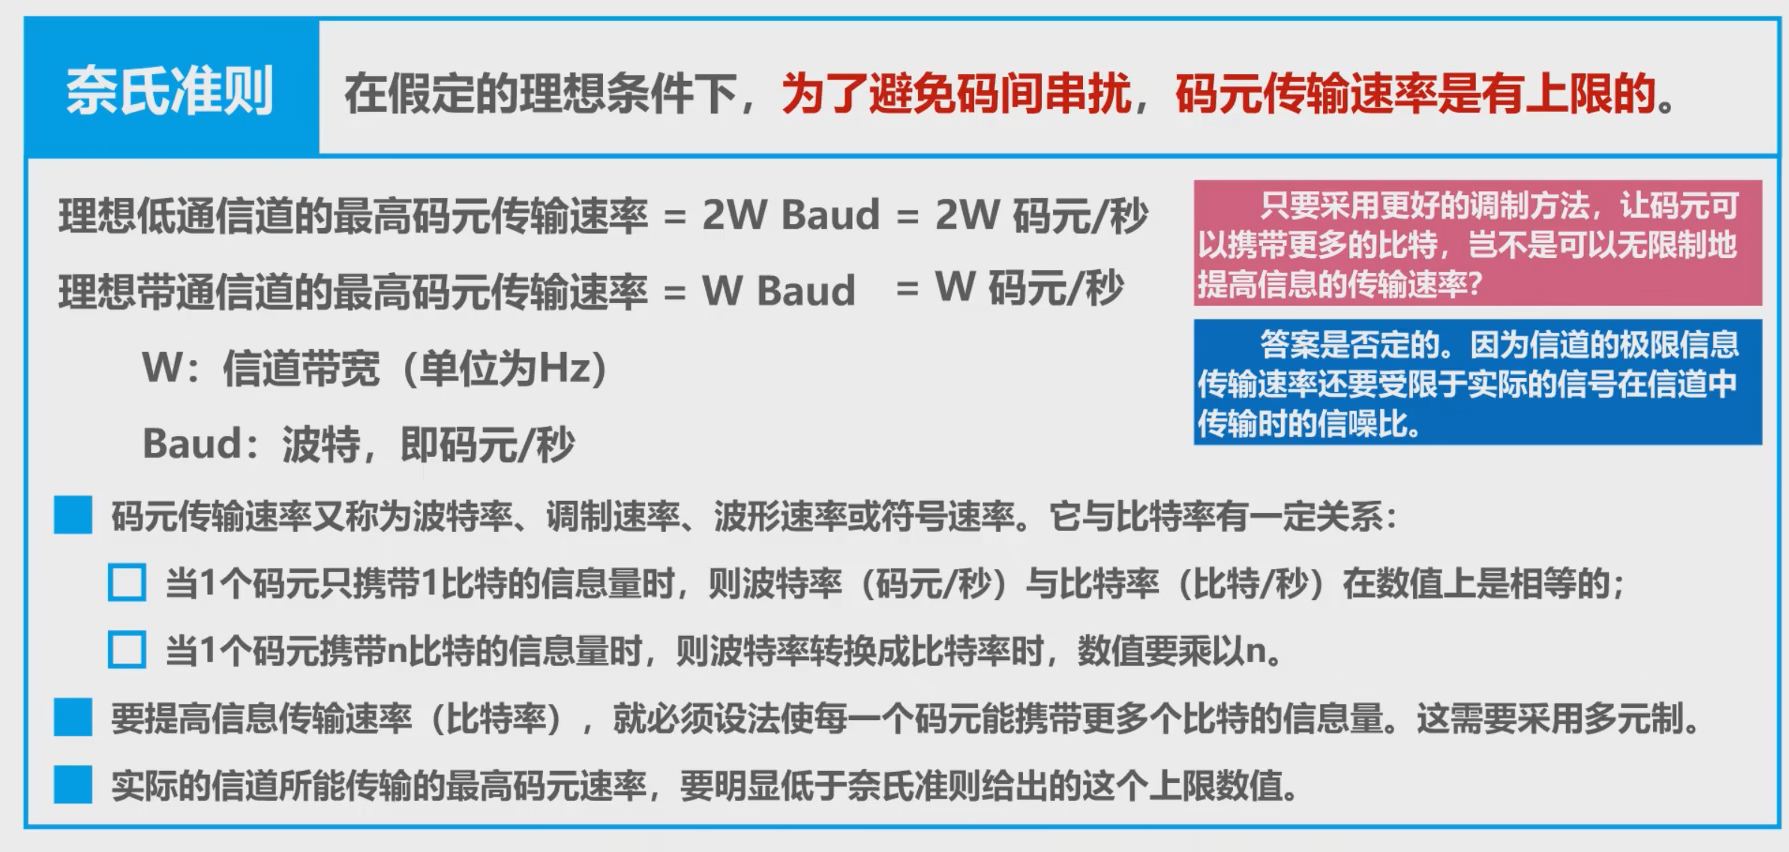 奈氏准则
在假定的理想条件下，为了避免码间串扰，码元传输速率是有上限的。
理想低通信道的最高码元传输速率 = 2W Baud = 2W 码元/秒
理想带通信道的最高码元传输速率 = W Baud = W 码元/秒
W：信道带宽（单位为Hz）
Baud：波特，即码元/秒
只要采用更好的调制方法，让码元可
以携带更多的比特，岂不是可以无限制地
提高信息的传输速率?
答案是否定的。因为信道的极限信息
传输速率还要受限于实际的信号在信道中
传输时的信噪比。
码元传输速率又称为波特率、调制速率、波形速率或符号速率。它与比特率有一定关系：
当1个码元只携带1比特的信息量时，则波特率（码元/秒）与比特率（比特/秒）在数值上是相等的；
当1个码元携带n比特的信息量时，则波特率转换成比特率时，数值要乘以n。
要提高信息传输速率（比特率），就必须设法使每一个码元能携带更多个比特的信息量。这需要采用多元制。
实际的信道所能传输的最高码元速率，要明显低于奈氏准则给出的这个上限数值。